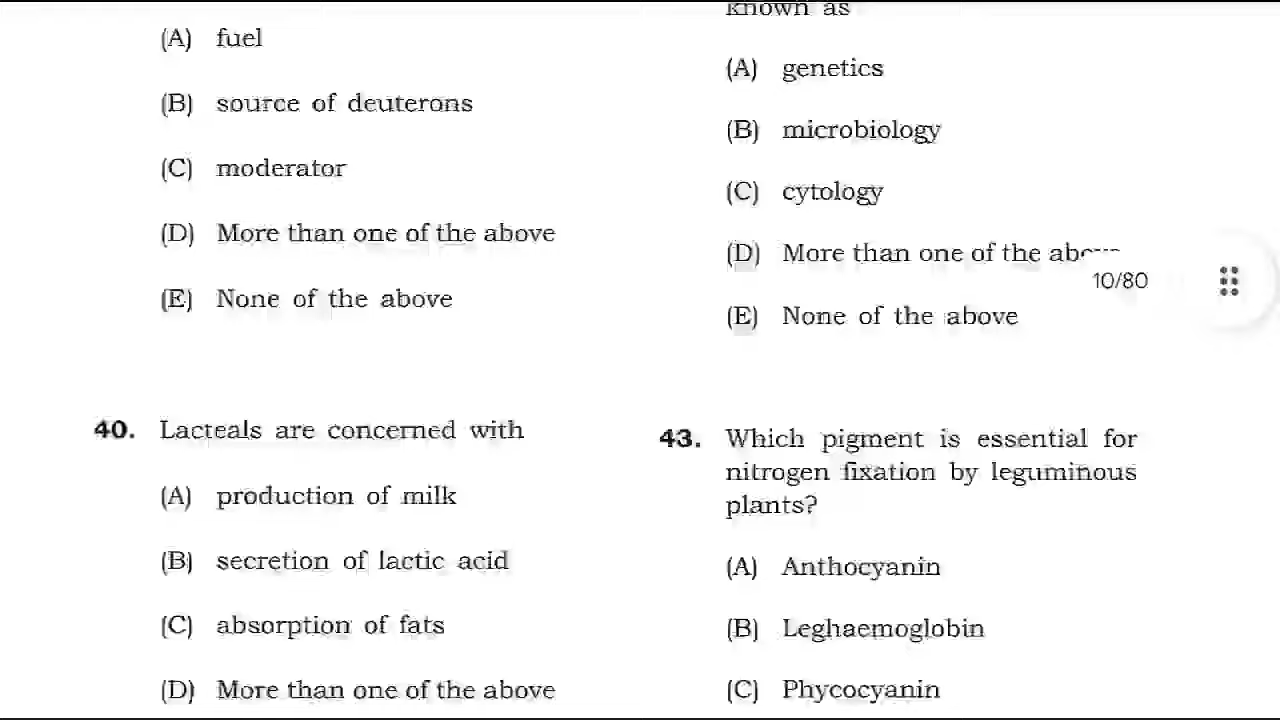 (A) fuel
(B) source of deuterons
(C) moderator
(D) More than one of the above
(E) None of the above
40. Lacteals are concerned with
(A) production of milk
(B) secretion of lactic acid
(C) absorption of fats
(D) More than one of the above
known as
(A) genetics
(B) microbiology
(C) cytology
(D) More than one of the above
10/80
(E) None of the above
43. Which pigment is essential for
nitrogen fixation by leguminous
plants?
(A) Anthocyanin
(B) Leghaemoglobin
(C) Phycocyanin